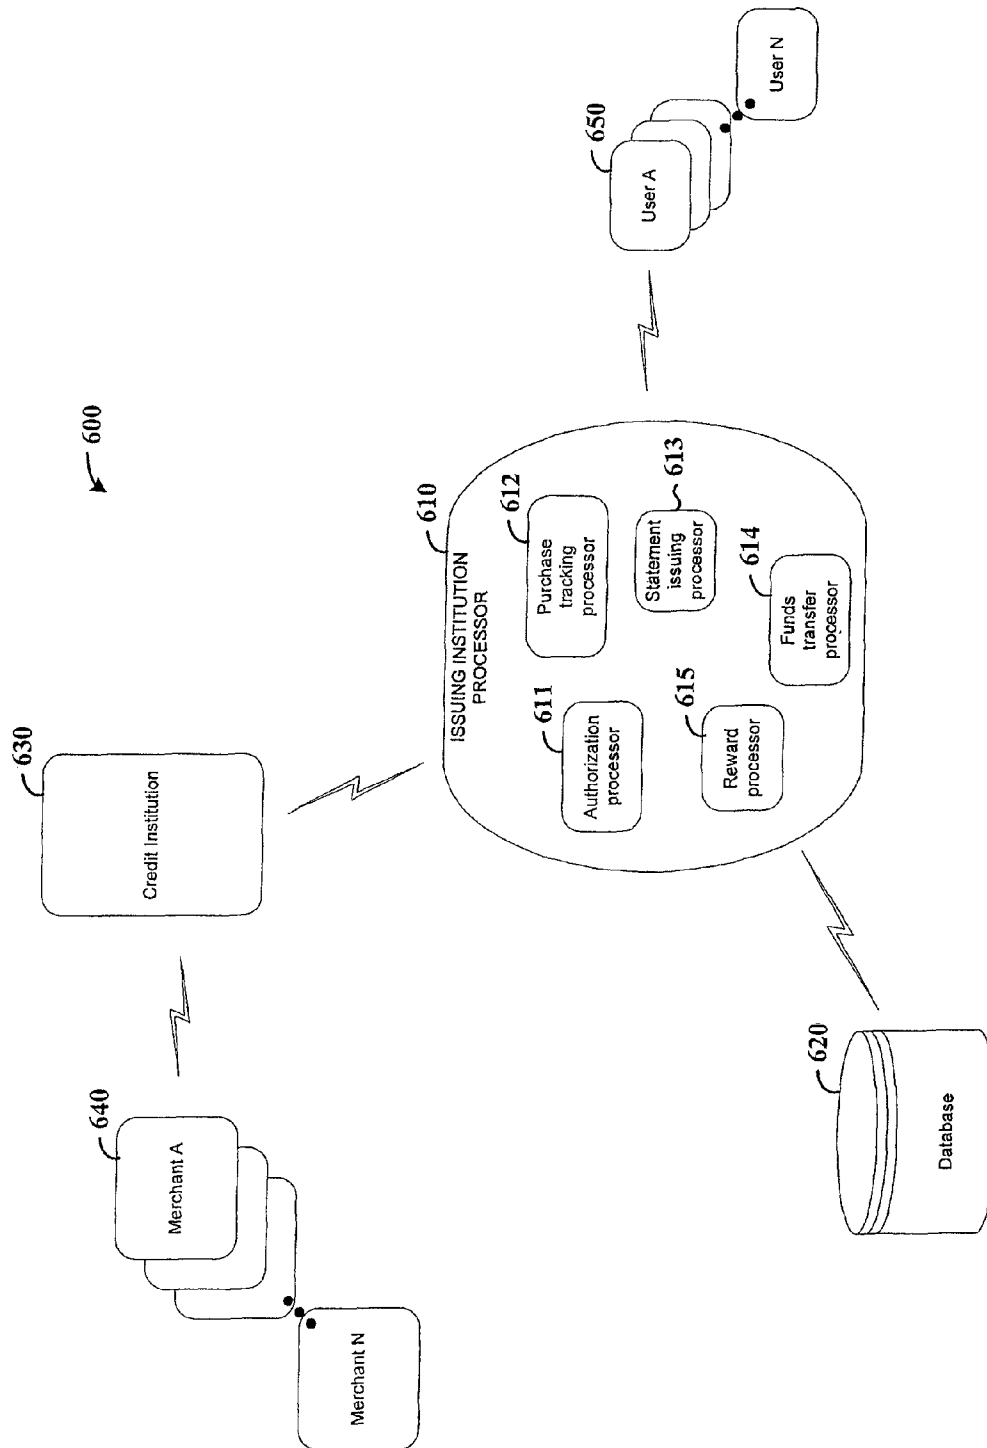 600
640
Merchant A
Merchant N
630
Credit Institution
610
ISSUING INSTITUTION
PROCESSOR
611
Authorization
processor
612
Purchase
tracking
processor
615
Reward
processor
613
Statement
issuing
processor
614
Funds
transfer
processor
650
User A
User N
620
Database